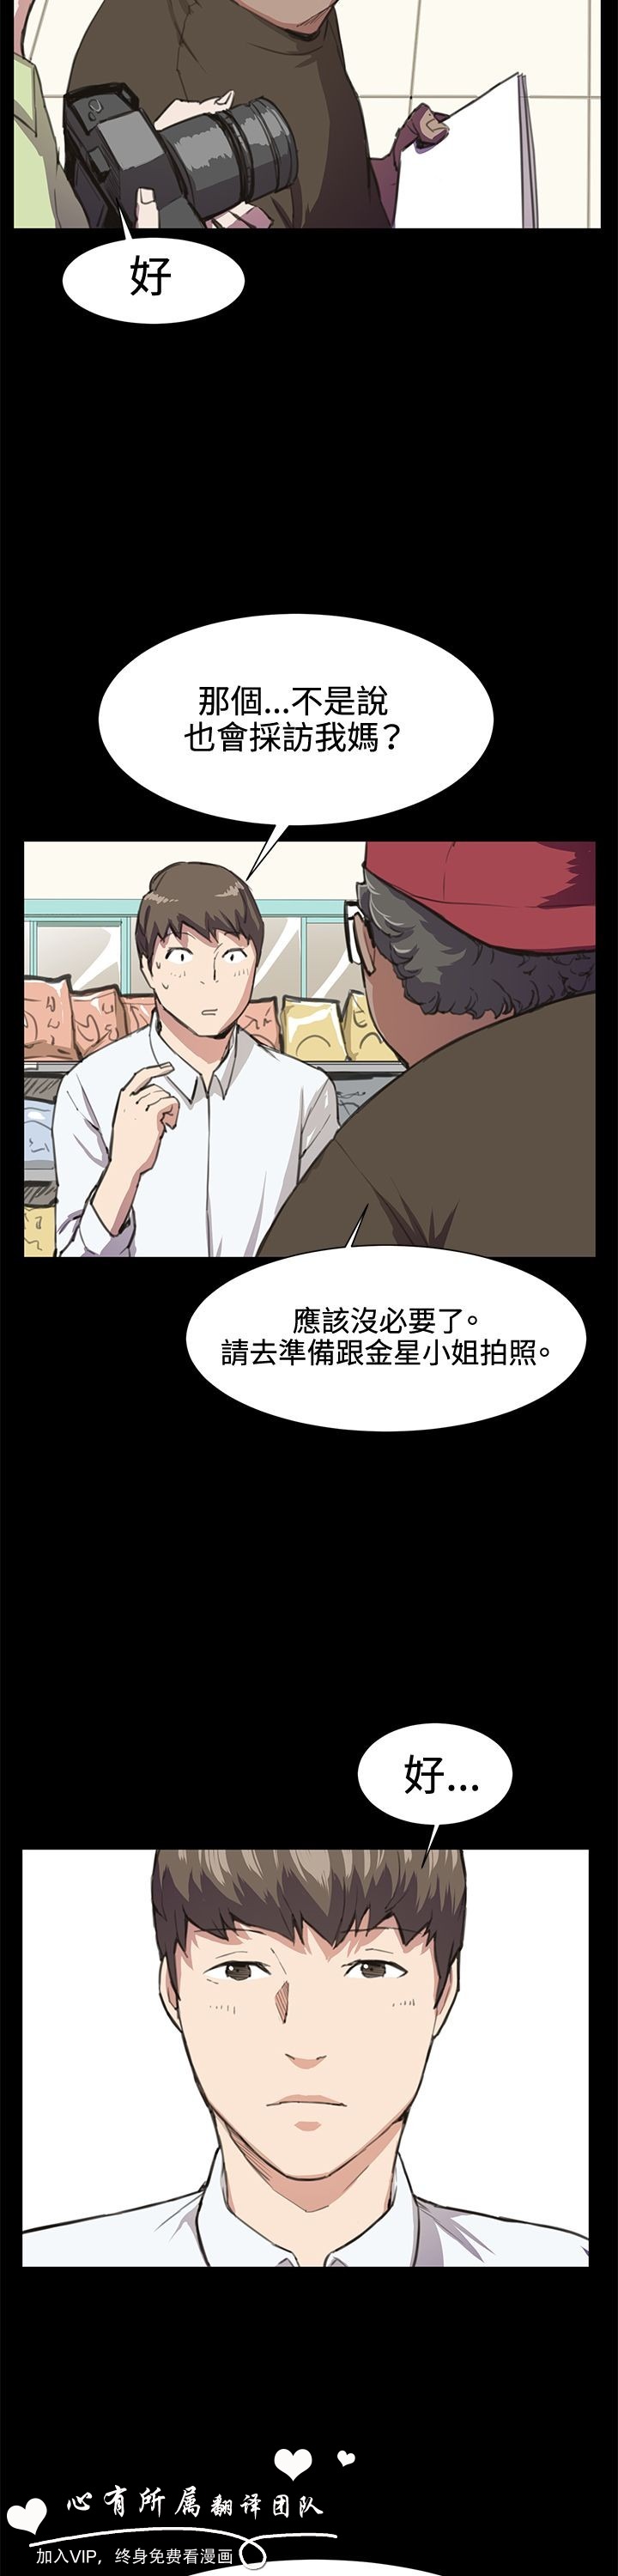 好
那個...不是說
也會採訪我媽？
應該沒必要了。
請去準備跟金星小姐拍照。
好...
心有所属翻译团队
加入VIP，终身免费看漫画